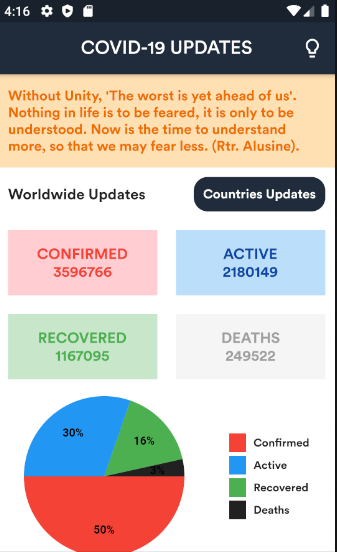 4:16
COVID-19 UPDATES
Without Unity, 'The worst is yet ahead of us'.
Nothing in life is to be feared, it is only to be
understood. Now is the time to understand
more, so that we may fear less. (Rtr. Alusine).
Worldwide Updates
Countries Updates
CONFIRMED
3596766
ACTIVE
2180149
RECOVERED
1167095
DEATHS
249522
30%
16%
3%
50%
Confirmed
Active
Recovered
Deaths